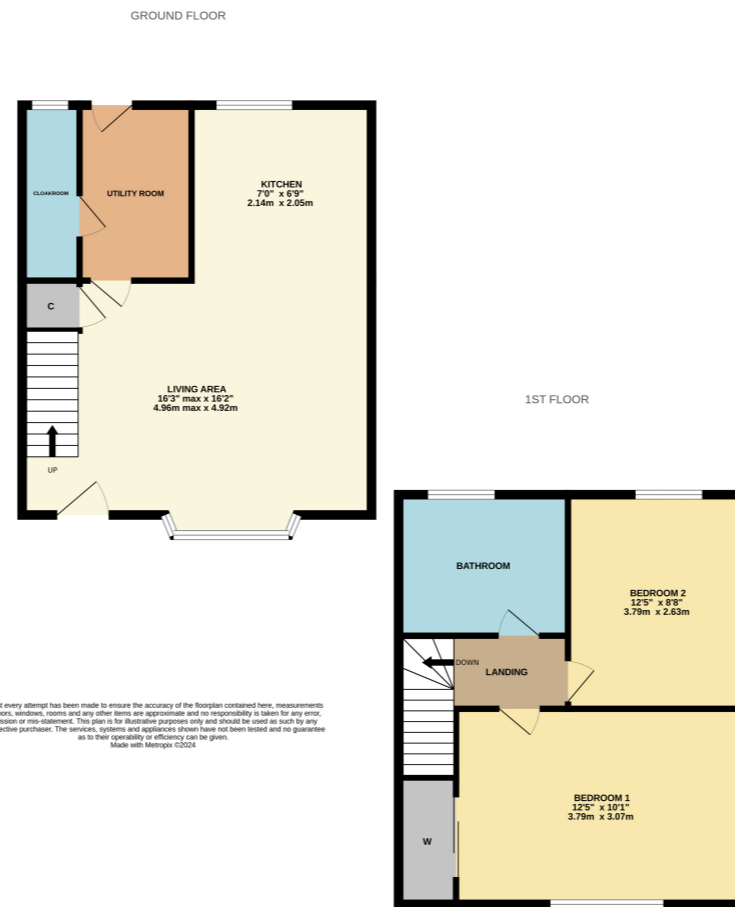 GROUND FLOOR
CLOAKROOM
UTILITY ROOM
KITCHEN
7'0" x 6'9"
2.14m x 2.05m
C
LIVING AREA
16'3" max x 16'2"
4.96m max x 4.92m
UP
1ST FLOOR
BATHROOM
BEDROOM 2
12'5" x 8'8"
3.79m x 2.63m
DOWN
LANDING
BEDROOM 1
12'5" x 10'1"
3.79m x 3.07m
W
every attempt has been made to ensure the accuracy of the floorplan contained here, measurements
windows, rooms and any other items are approximate and no responsibility is taken for any error,
or mis-statement. This plan is for illustrative purposes only and should be used as such by any
purchaser. The services, systems and appliances shown have not been tested and no guarantee
as to their operability or efficiency can be given.
Made with Metropix ©2024